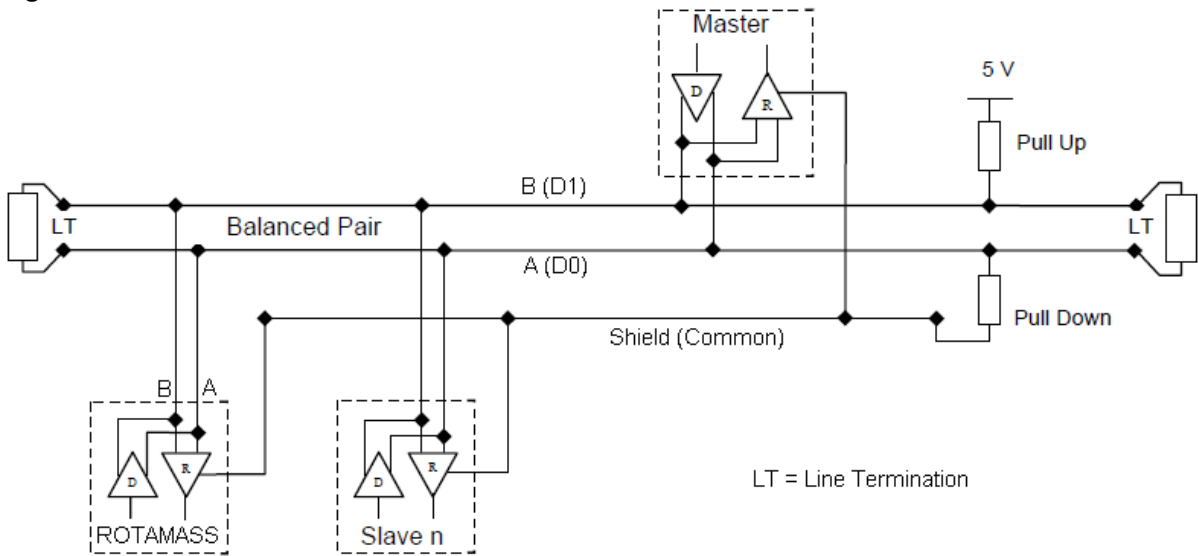 Master
D
R
5 V
Pull Up
B (D1)
LT
Balanced Pair
LT
A (D0)
Pull Down
Shield (Common)
B
A
D
R
D
R
LT = Line Termination
ROTAMASS
Slave n